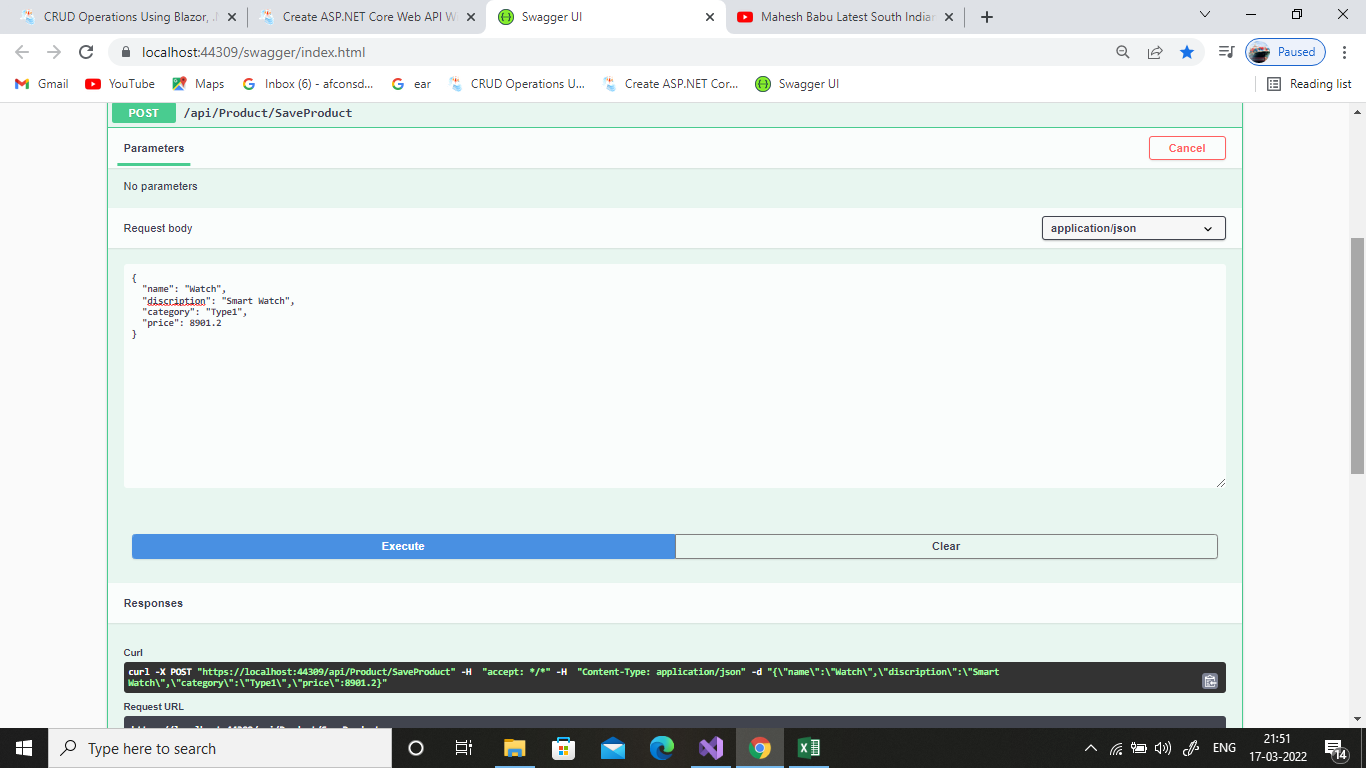 CRUD Operations Using Blazor, .N
Create ASP.NET Core Web API W
Swagger UI
Mahesh Babu Latest South Indian
localhost:44309/swagger/index.html
Paused
Gmail
YouTube
Maps
Inbox (6) - afconsd...
ear
CRUD Operations U...
Create ASP.NET Cor...
Swagger UI
Reading list
POST /api/Product/SaveProduct
Parameters
Cancel
No parameters
Request body
application/json
{
"name": "Watch",
"discription": "Smart Watch",
"category": "Type1",
"price": 8901.2
}
Execute
Clear
Responses
Curl
curl -X POST "https://localhost:44309/api/Product/SaveProduct" -H  "accept: */*" -H  "Content-Type: application/json" -d "{\"name\":\"Watch\",\"discription\":\"Smart
Watch\",\"category\":\"Type1\",\"price\":8901.2}"
Request URL
Type here to search
ENG
21:51
17-03-2022
14